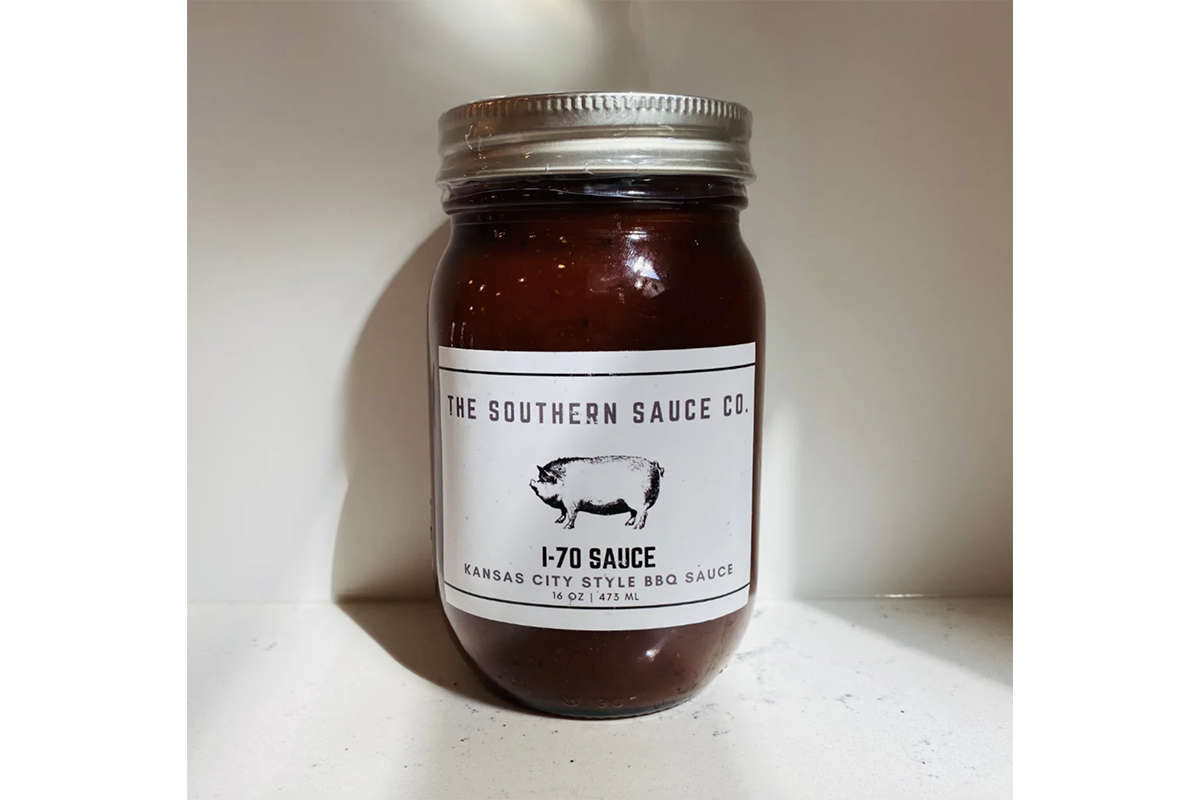 THE SOUTHERN SAUCE CO.
I-70 SAUCE
KANSAS CITY STYLE BBQ SAUCE
16 OZ | 473 ML